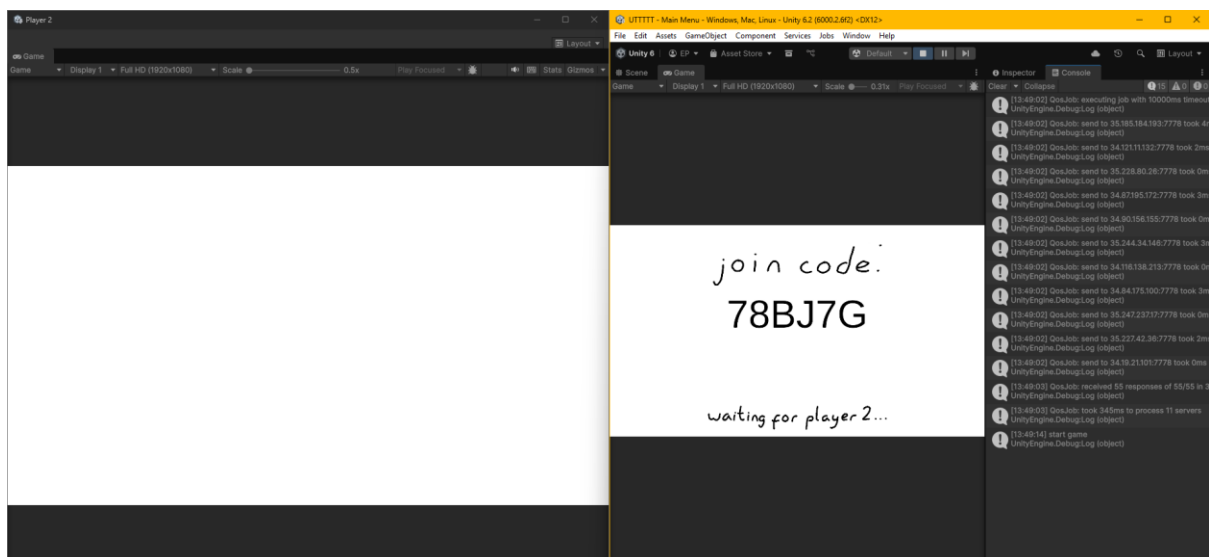 Player 2
Layout
Game
Game Display 1 Full HD (1920x1080) Scale 0.5x Play Focused Stats Gizmos
UTTTTT - Main Menu - Windows, Mac, Linux - Unity 6.2 (6000.2.6f2) <DX12>
File Edit Assets GameObject Component Services Jobs Window Help
Unity 6 EP Asset Store Default Layout
Scene Game
Game Display 1 Full HD (1920x1080) Scale 0.31x Play Focused
join code:
78BJ7G
waiting for player 2...
Inspector Console
Clear Collapse 15 0 0
[13:49:02] QosJob: executing job with 10000ms timeout
UnityEngine.Debug:Log (object)
[13:49:02] QosJob: send to 35.185.184.193:7778 took 4m
UnityEngine.Debug:Log (object)
[13:49:02] QosJob: send to 34.121.11.132:7778 took 2ms
UnityEngine.Debug:Log (object)
[13:49:02] QosJob: send to 35.228.80.26:7778 took 0m
UnityEngine.Debug:Log (object)
[13:49:02] QosJob: send to 34.87.195.172:7778 took 3m
UnityEngine.Debug:Log (object)
[13:49:02] QosJob: send to 34.90.156.155:7778 took 0m
UnityEngine.Debug:Log (object)
[13:49:02] QosJob: send to 35.244.34.146:7778 took 3m
UnityEngine.Debug:Log (object)
[13:49:02] QosJob: send to 34.116.138.213:7778 took 0m
UnityEngine.Debug:Log (object)
[13:49:02] QosJob: send to 34.84.175.100:7778 took 3m
UnityEngine.Debug:Log (object)
[13:49:02] QosJob: send to 35.247.237.17:7778 took 0m
UnityEngine.Debug:Log (object)
[13:49:02] QosJob: send to 35.227.42.36:7778 took 2m
UnityEngine.Debug:Log (object)
[13:49:02] QosJob: send to 34.19.21.101:7778 took 0ms
UnityEngine.Debug:Log (object)
[13:49:03] QosJob: received 55 responses of 55/55 in 3
UnityEngine.Debug:Log (object)
[13:49:03] QosJob: took 345ms to process 11 servers
UnityEngine.Debug:Log (object)
[13:49:14] start game
UnityEngine.Debug:Log (object)